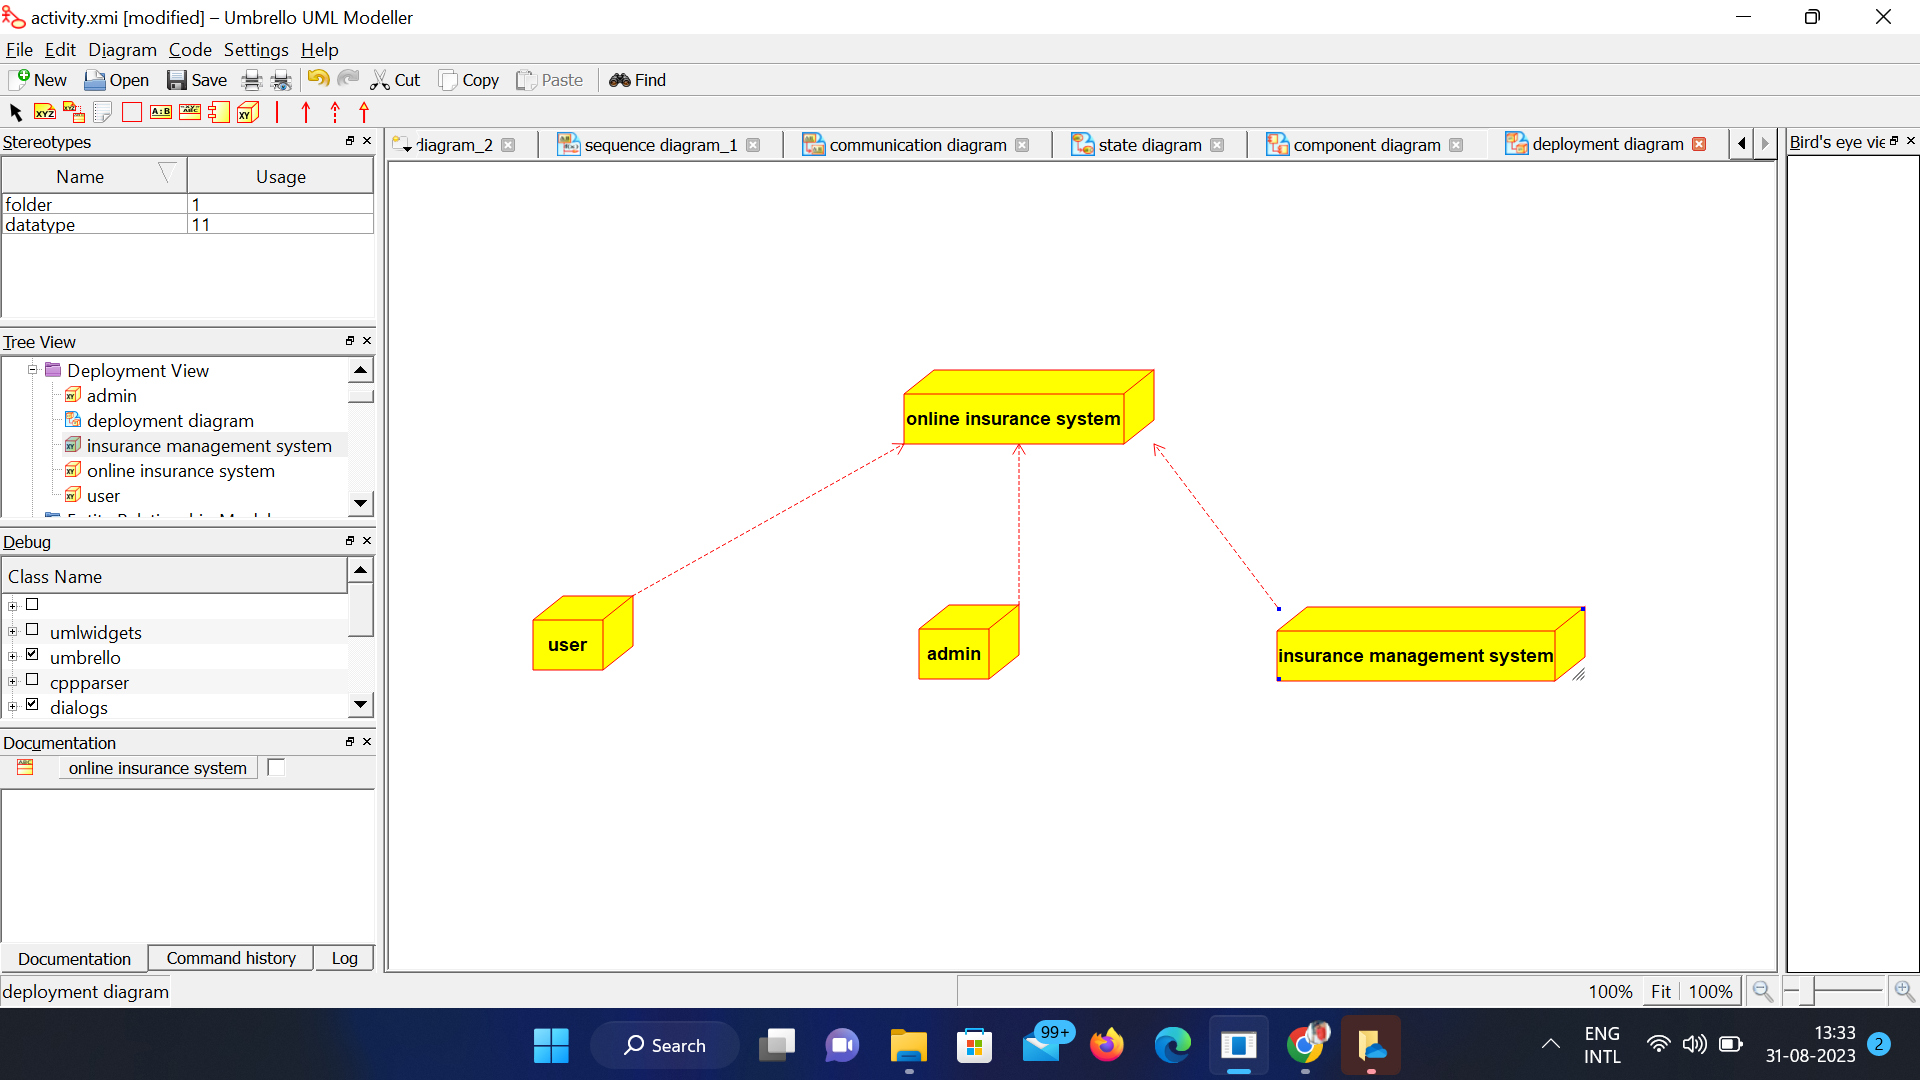 activity.xmi [modified] – Umbrello UML Modeller
File Edit Diagram Code Settings Help
New Open Save Cut Copy Paste Find
Stereotypes
Name Usage
folder 1
datatype 11
Tree View
Deployment View
admin
deployment diagram
insurance management system
online insurance system
user
Debug
Class Name
umlwidgets
umbrello
cppparser
dialogs
Documentation
online insurance system
Documentation Command history Log
deployment diagram
diagram_2 sequence diagram_1 communication diagram state diagram component diagram deployment diagram
Bird's eye vie
online insurance system
user
admin
insurance management system
100% Fit 100%
Search
99+
ENG
INTL
13:33
31-08-2023
2